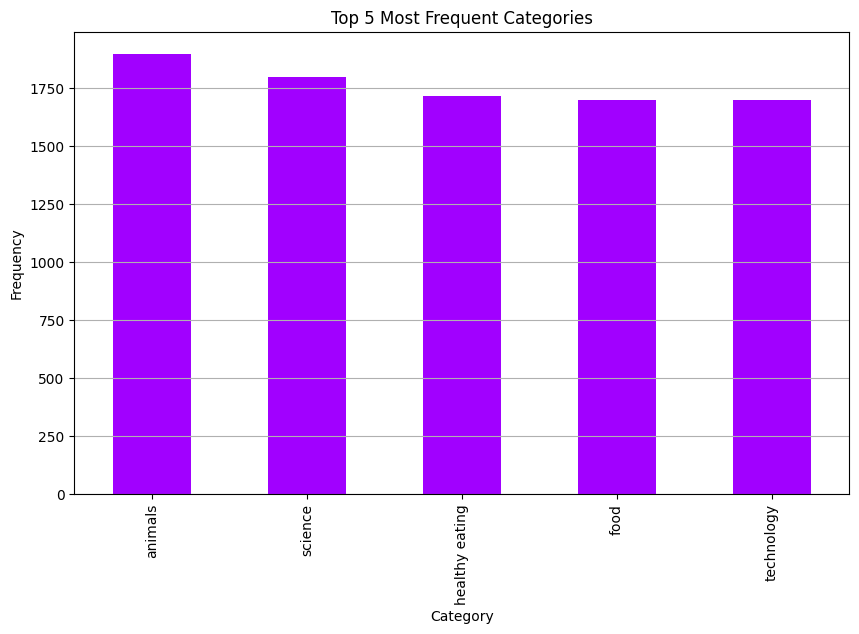 Top 5 Most Frequent Categories
Frequency
1750
1500
1250
1000
750
500
250
0
animals
science
healthy eating
food
technology
Category